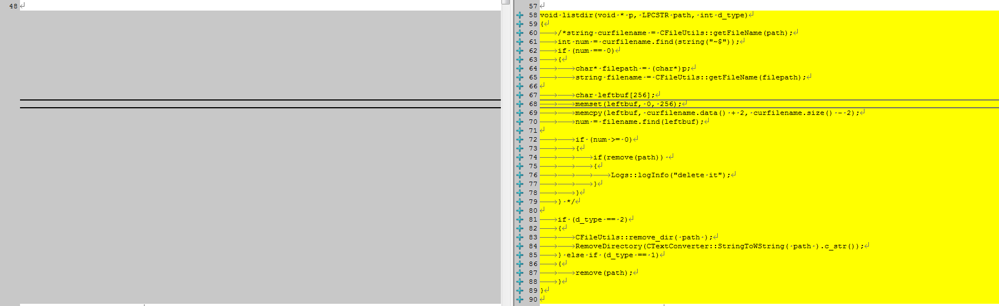 48
57
58 void listdir(void * p, LPCSTR path, int d_type)
59 {
60 /*string curfilename = CFileUtils::getFileName(path);
61 int num = curfilename.find(string("~$"));
62 if (num == 0)
63 {
64 char* filepath = (char*)p;
65 string filename = CFileUtils::getFileName(filepath);
66
67 char leftbuf[256];
68 memset(leftbuf, 0, 256);
69 memcpy(leftbuf, curfilename.data() + 2, curfilename.size() - 2);
70 num = filename.find(leftbuf);
71
72 if (num >= 0)
73 {
74 if(remove(path))
75 {
76 Logs::logInfo("delete it");
77 }
78 }
79 } */
80
81 if (d_type == 2)
82 {
83 CFileUtils::remove_dir( path );
84 RemoveDirectory(CTextConverter::StringToWString( path ).c_str());
85 } else if (d_type == 1)
86 {
87 remove(path);
88 }
89 }
90